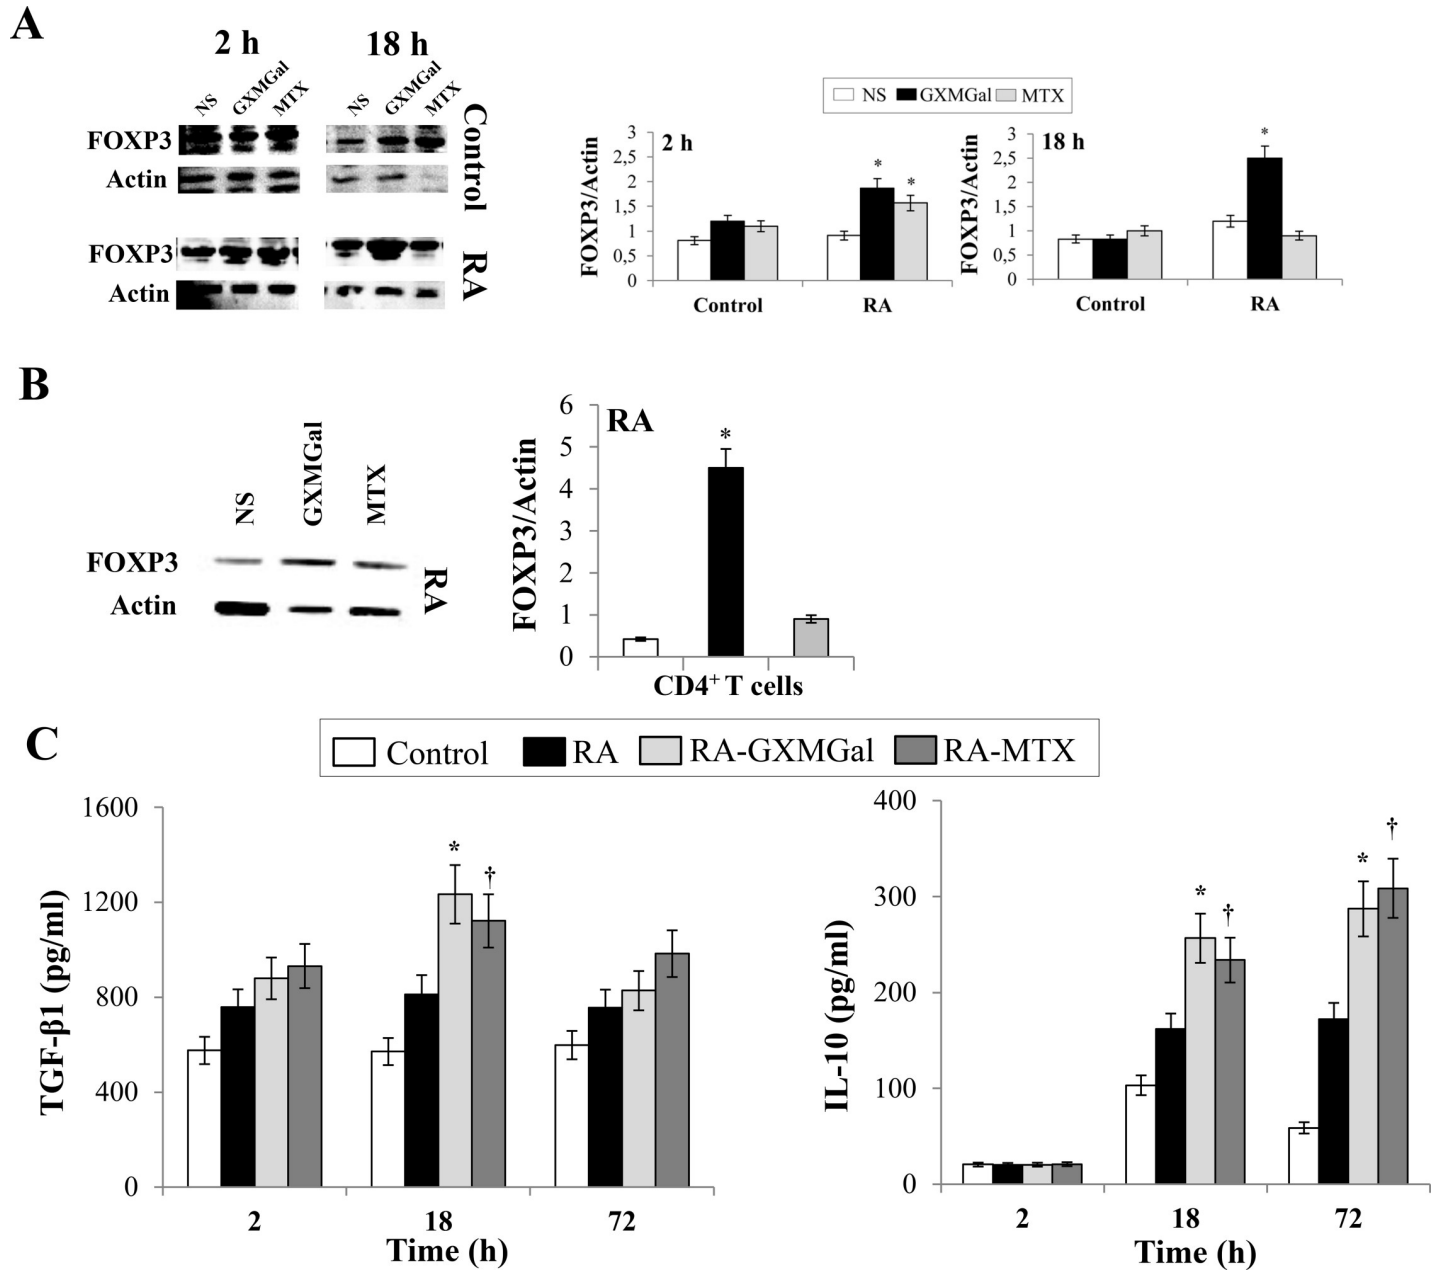 A
2 h
18 h
NS
GXMGal
MTX
NS
GXMGal
MTX
FOXP3
Actin
Control
FOXP3
Actin
RA
NS GXMGal MTX
FOXP3/Actin
3
2,5
2
1,5
1
0,5
0
2 h
*
*
Control
RA
FOXP3/Actin
3
2,5
2
1,5
1
0,5
0
18 h
*
Control
RA
B
NS
GXMGal
MTX
FOXP3
Actin
RA
FOXP3/Actin
6
5
4
3
2
1
0
RA
*
CD4⁺ T cells
C
Control RA RA-GXMGal RA-MTX
TGF-β1 (pg/ml)
1600
1200
800
400
0
*
†
2
18
72
Time (h)
IL-10 (pg/ml)
400
300
200
100
0
*
†
*
†
2
18
72
Time (h)